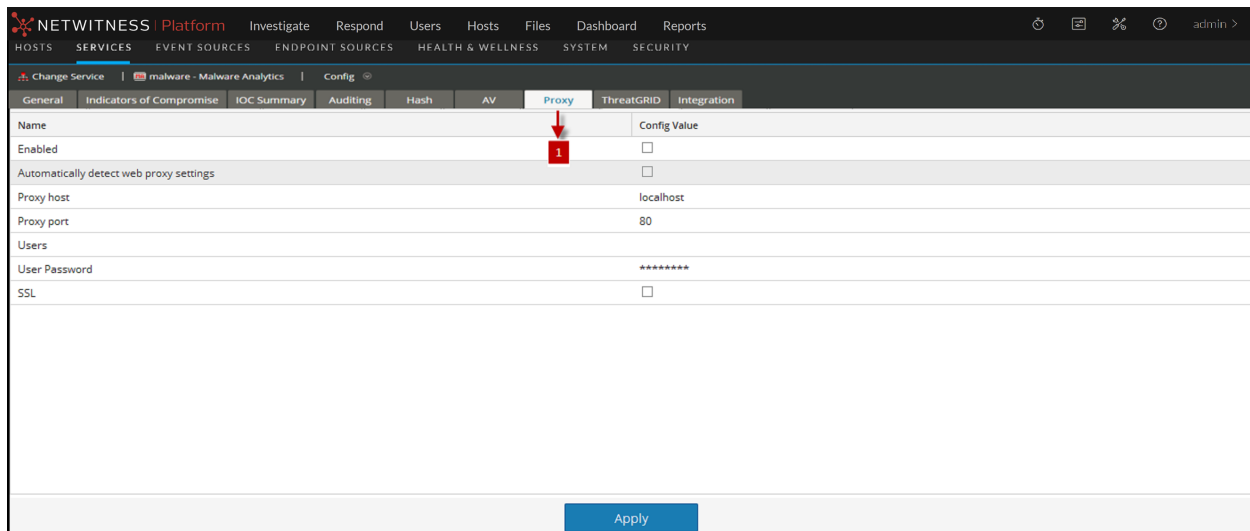 NETWITNESS | Platform Investigate Respond Users Hosts Files Dashboard Reports admin >
HOSTS SERVICES EVENT SOURCES ENDPOINT SOURCES HEALTH & WELLNESS SYSTEM SECURITY
Change Service | malware - Malware Analytics | Config
General Indicators of Compromise IOC Summary Auditing Hash AV Proxy ThreatGRID Integration
Name Config Value
Enabled
1
Automatically detect web proxy settings
Proxy host localhost
Proxy port 80
Users
User Password ********
SSL
Apply